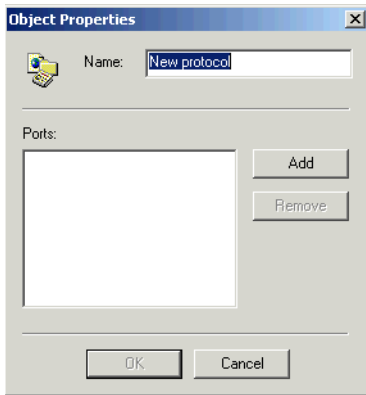 Object Properties
Name: New protocol
Ports:
Add
Remove
OK
Cancel